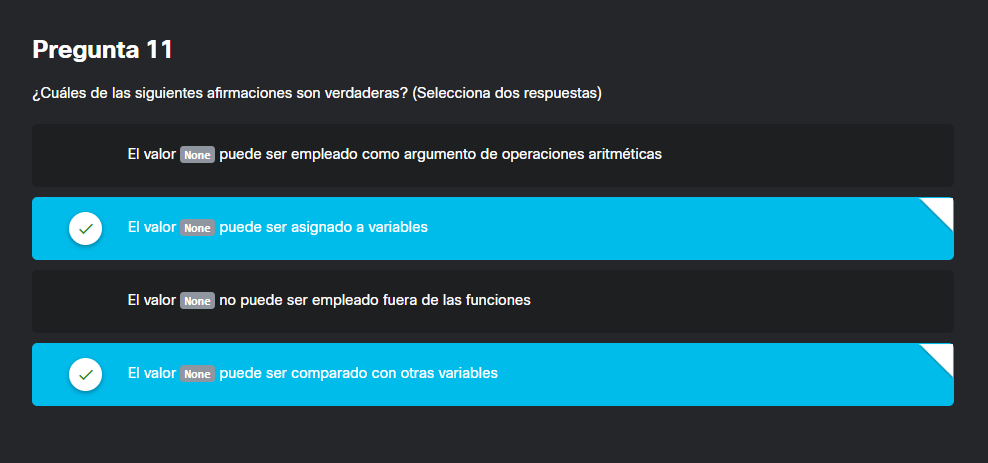 Pregunta 11
¿Cuáles de las siguientes afirmaciones son verdaderas? (Selecciona dos respuestas)
El valor None puede ser empleado como argumento de operaciones aritméticas
El valor None puede ser asignado a variables
El valor None no puede ser empleado fuera de las funciones
El valor None puede ser comparado con otras variables